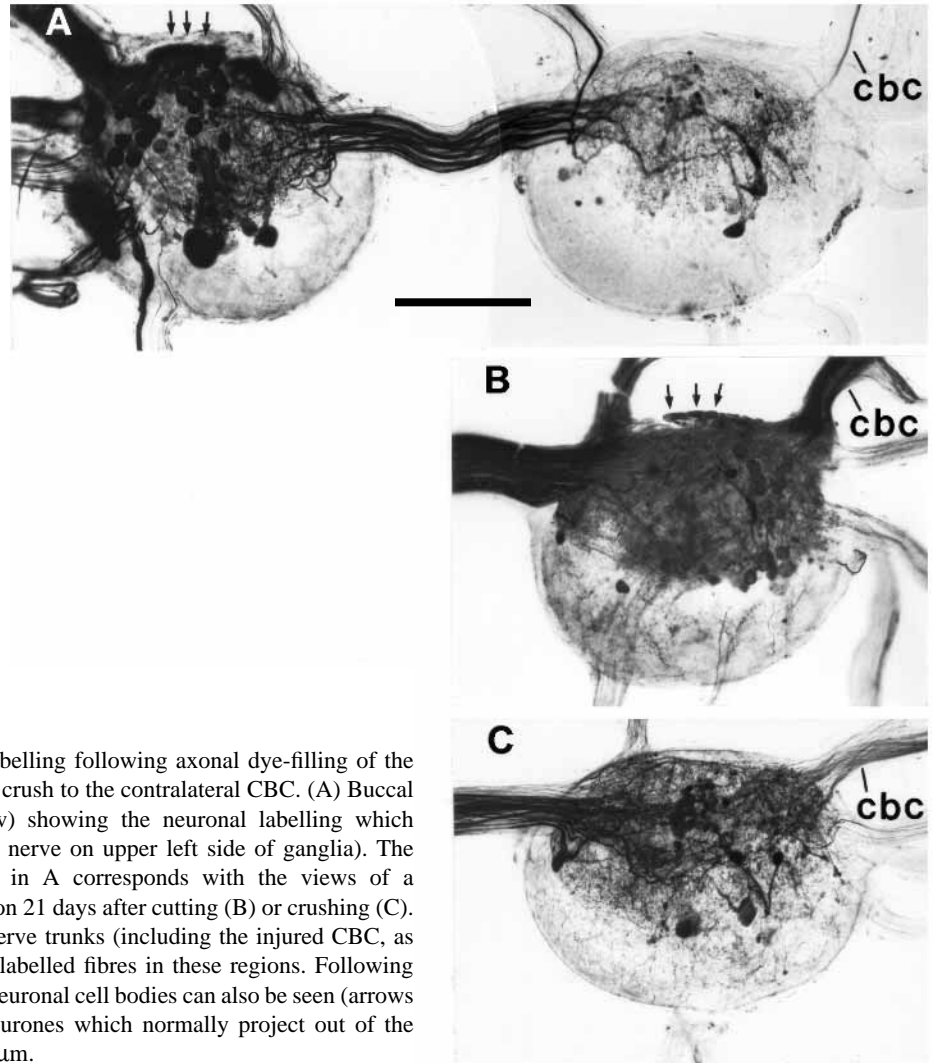 A
cbc
B
cbc
C
cbc
belling following axonal dye-filling of the
crush to the contralateral CBC. (A) Buccal
w) showing the neuronal labelling which
nerve on upper left side of ganglia). The
in A corresponds with the views of a
on 21 days after cutting (B) or crushing (C).
erve trunks (including the injured CBC, as
labelled fibres in these regions. Following
euronal cell bodies can also be seen (arrows
urones which normally project out of the
µm.